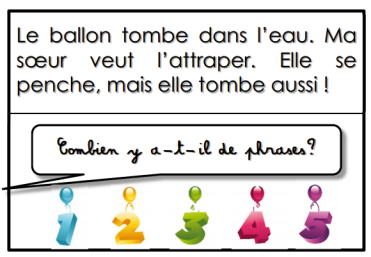 Le ballon tombe dans l’eau. Ma
sœur veut l’attraper. Elle se
penche, mais elle tombe aussi !
Combien y a-t-il de phrases?
1 2 3 4 5